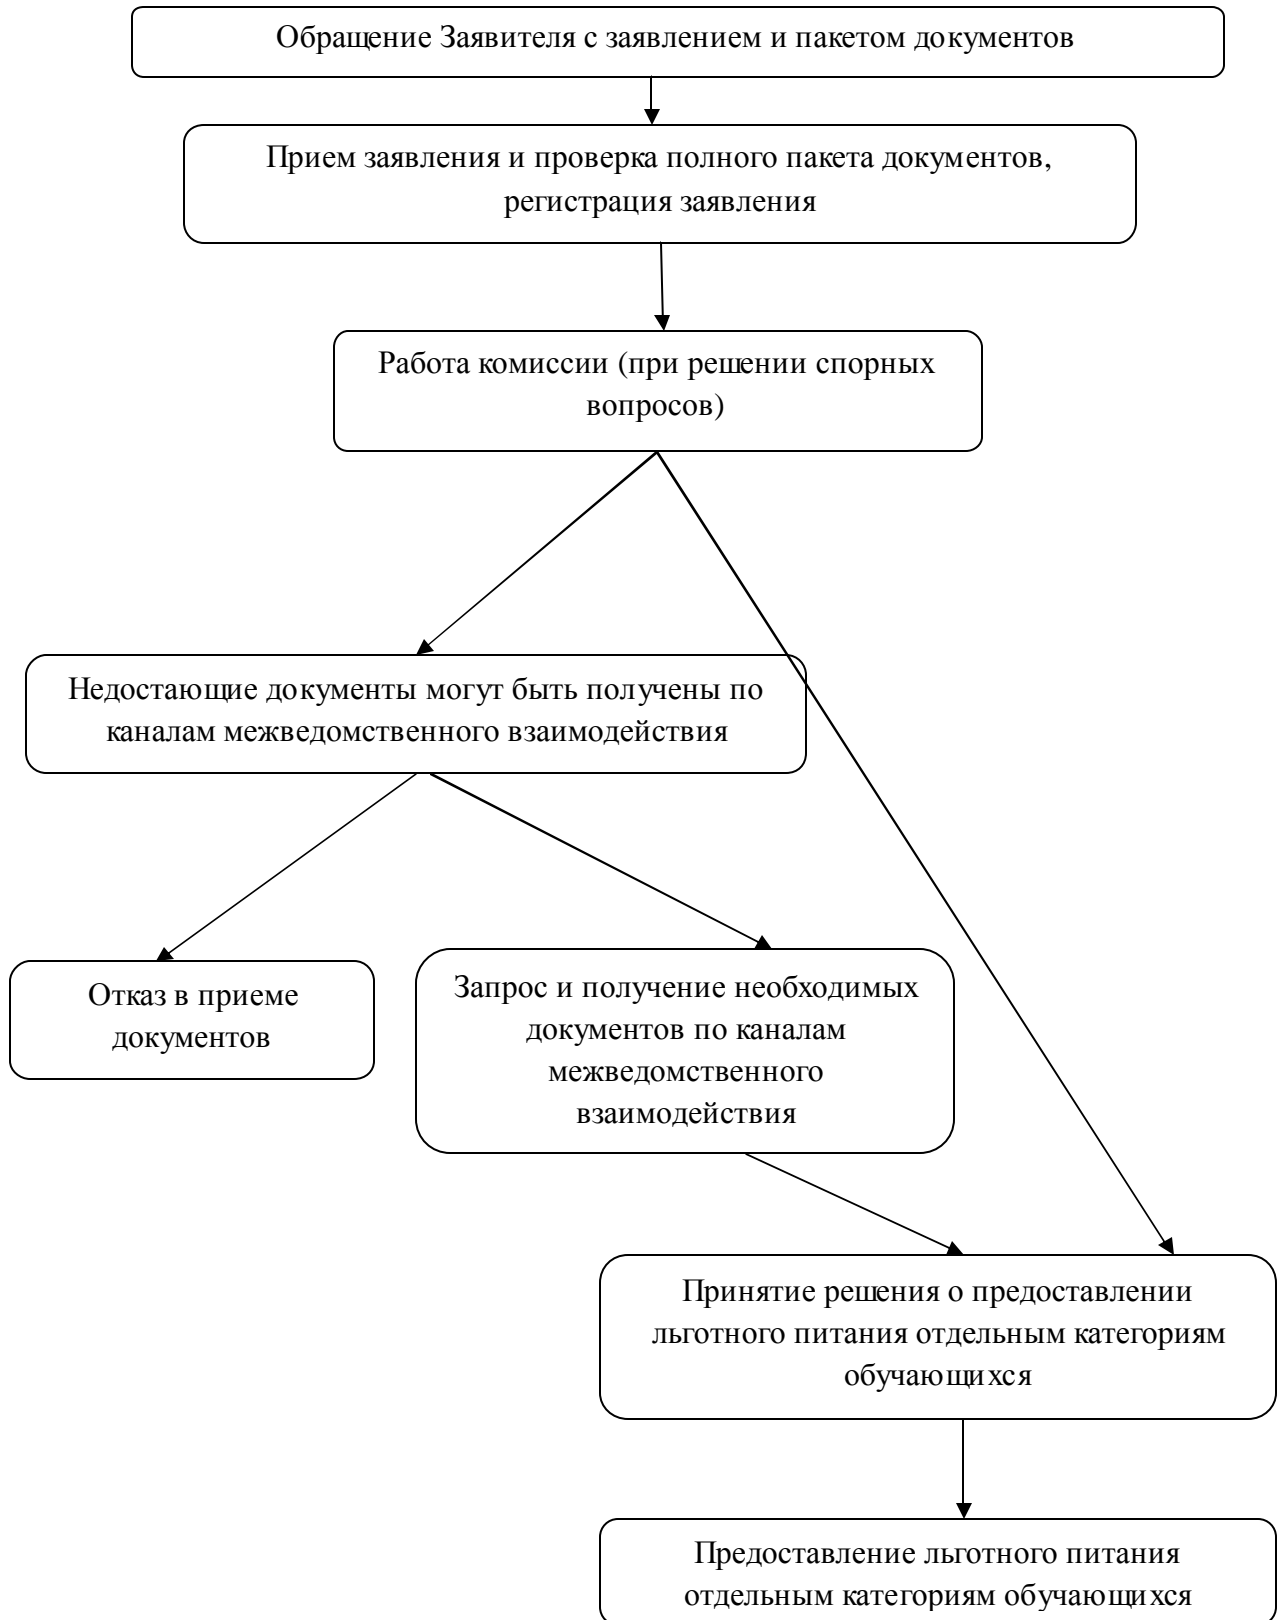 Обращение Заявителя с заявлением и пакетом документов
Прием заявления и проверка полного пакета документов,
регистрация заявления
Работа комиссии (при решении спорных
вопросов)
Недостающие документы могут быть получены по
каналам межведомственного взаимодействия
Отказ в приеме
документов
Запрос и получение необходимых
документов по каналам
межведомственного
взаимодействия
Принятие решения о предоставлении
льготного питания отдельным категориям
обучающихся
Предоставление льготного питания
отдельным категориям обучающихся